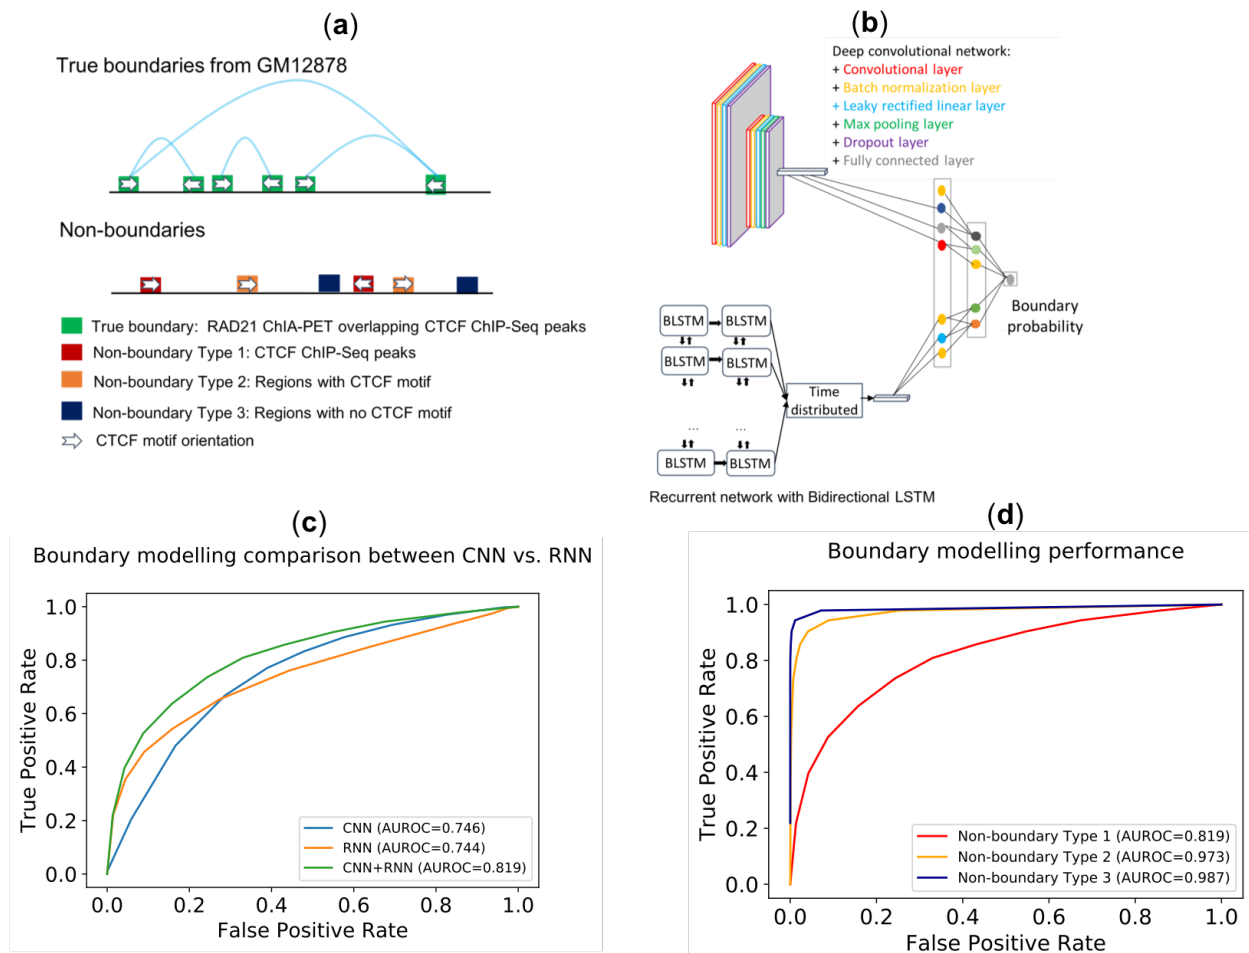 (a)
True boundaries from GM12878
Non-boundaries
True boundary: RAD21 ChIA-PET overlapping CTCF ChIP-Seq peaks
Non-boundary Type 1: CTCF ChIP-Seq peaks
Non-boundary Type 2: Regions with CTCF motif
Non-boundary Type 3: Regions with no CTCF motif
CTCF motif orientation
(b)
Deep convolutional network:
+ Convolutional layer
+ Batch normalization layer
+ Leaky rectified linear layer
+ Max pooling layer
+ Dropout layer
+ Fully connected layer
Boundary
probability
BLSTM BLSTM
BLSTM BLSTM
... ...
BLSTM BLSTM
Time
distributed
Recurrent network with Bidirectional LSTM
(c)
Boundary modelling comparison between CNN vs. RNN
True Positive Rate
1.0
0.8
0.6
0.4
0.2
0.0
CNN (AUROC=0.746)
RNN (AUROC=0.744)
CNN+RNN (AUROC=0.819)
0.0 0.2 0.4 0.6 0.8 1.0
False Positive Rate
(d)
Boundary modelling performance
True Positive Rate
1.0
0.8
0.6
0.4
0.2
0.0
Non-boundary Type 1 (AUROC=0.819)
Non-boundary Type 2 (AUROC=0.973)
Non-boundary Type 3 (AUROC=0.987)
0.0 0.2 0.4 0.6 0.8 1.0
False Positive Rate